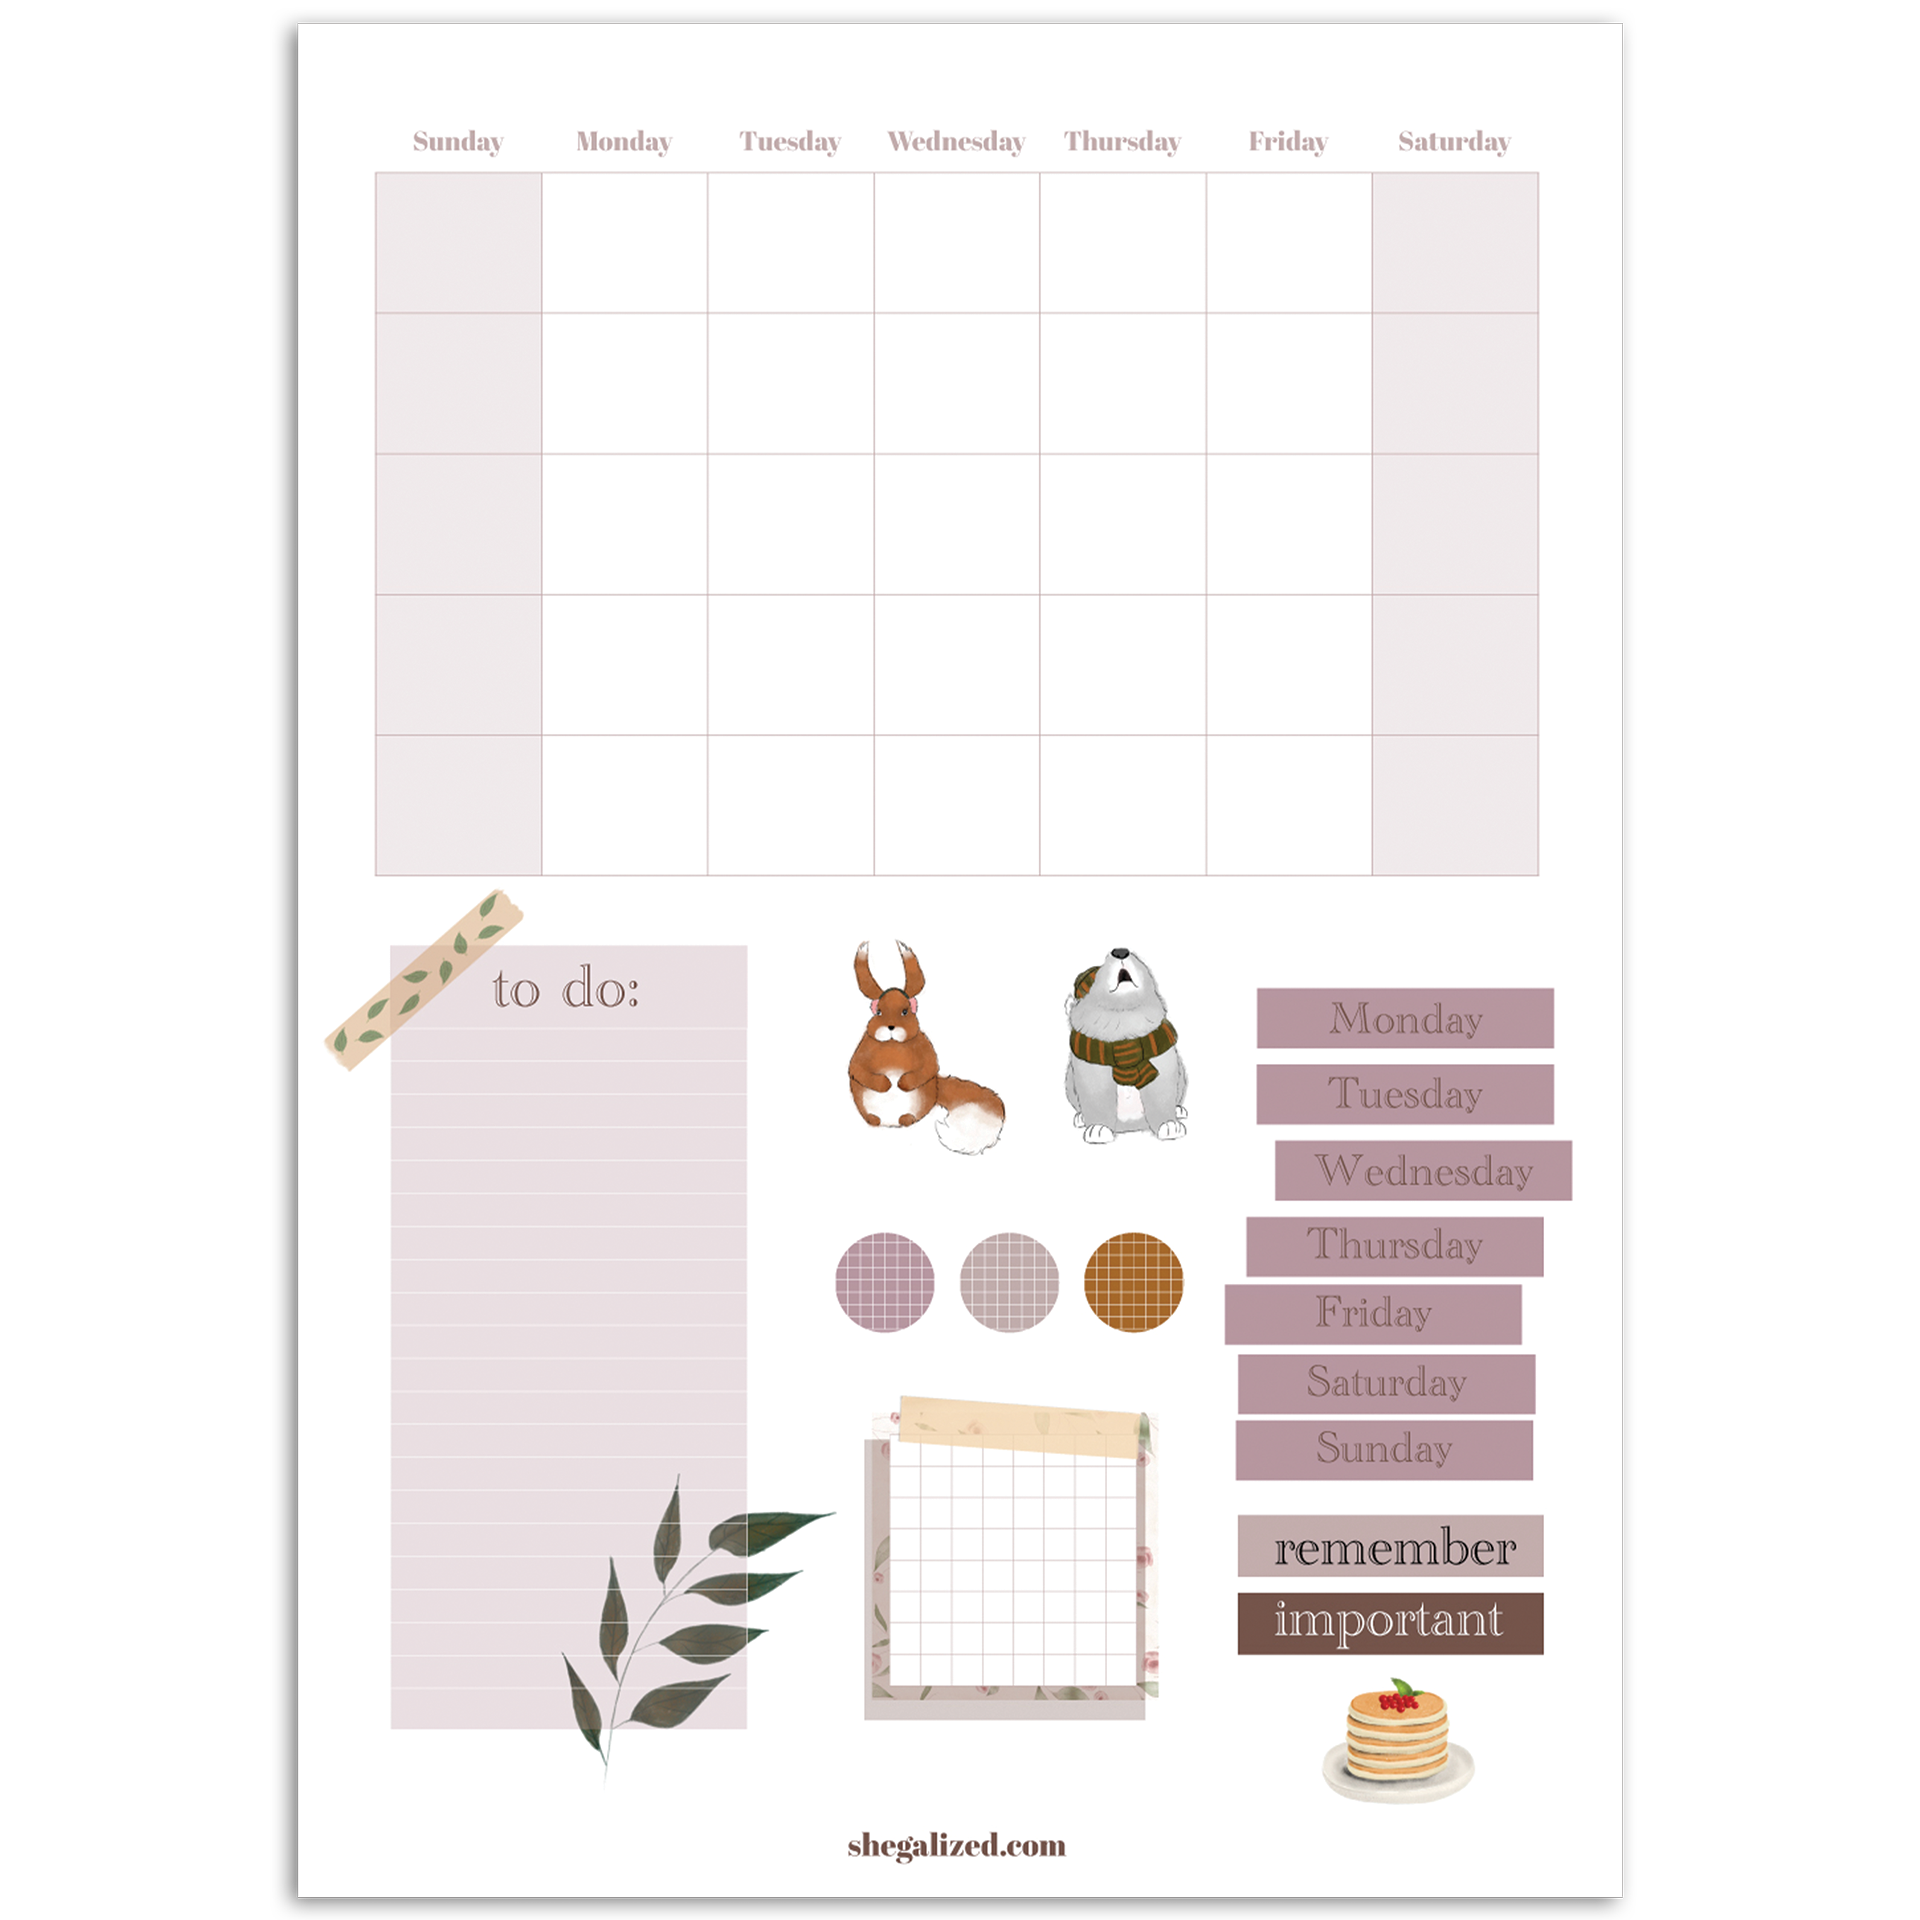 Sunday Monday Tuesday Wednesday Thursday Friday Saturday
to do:
Monday
Tuesday
Wednesday
Thursday
Friday
Saturday
Sunday
remember
important
shegalized.com